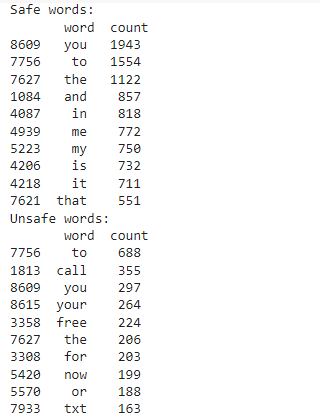 Safe words:
word count
8609 you 1943
7756 to 1554
7627 the 1122
1084 and 857
4087 in 818
4939 me 772
5223 my 750
4206 is 732
4218 it 711
7621 that 551
Unsafe words:
word count
7756 to 688
1813 call 355
8609 you 297
8615 your 264
3358 free 224
7627 the 206
3308 for 203
5420 now 199
5570 or 188
7933 txt 163